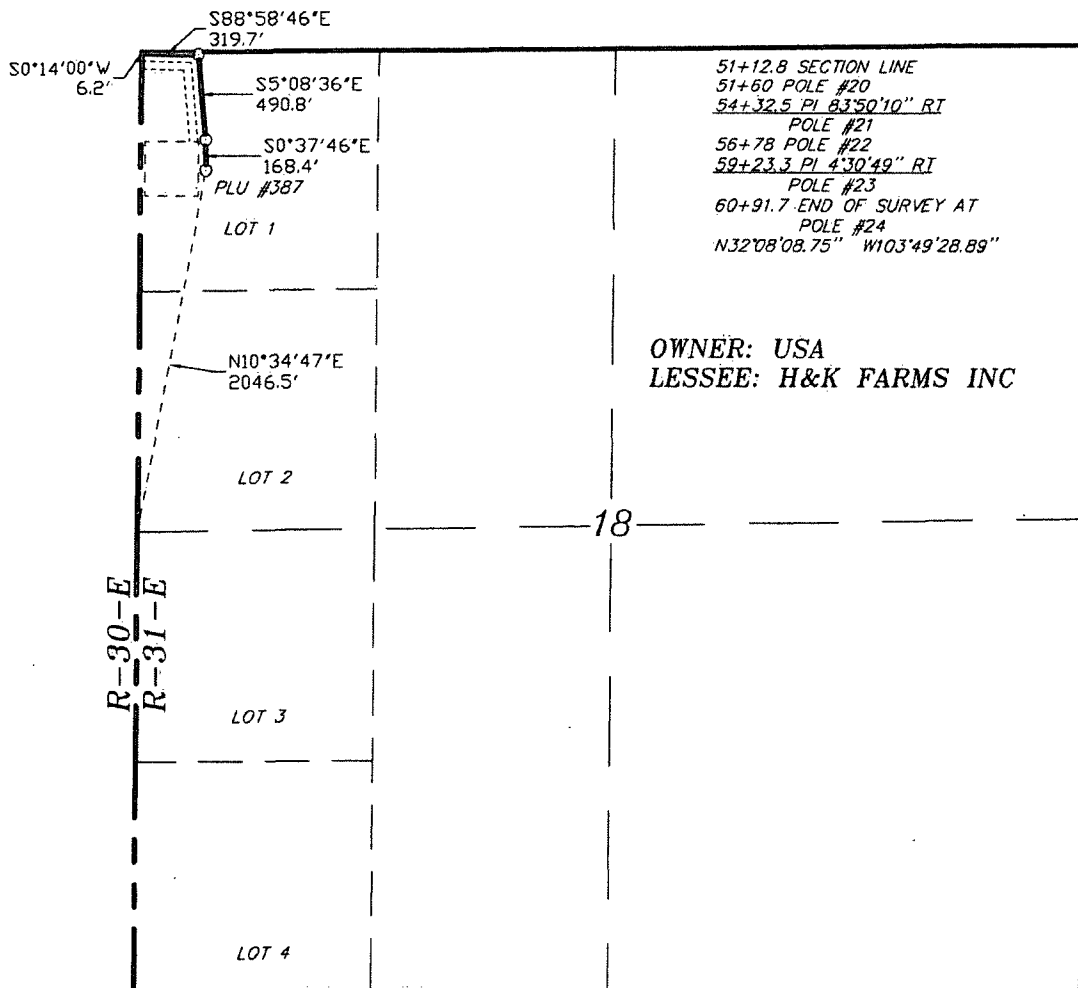 S88°58'46"E
319.7'
S0°14'00"W
6.2'
S5°08'36"E
490.8'
S0°37'46"E
168.4'
PLU #387
LOT 1
51+12.8 SECTION LINE
51+60 POLE #20
54+32.5 PI 83°50'10" RT
POLE #21
56+78 POLE #22
59+23.3 PI 4°30'49" RT
POLE #23
60+91.7 END OF SURVEY AT
POLE #24
N32°08'08.75" W103°49'28.89"
OWNER: USA
LESSEE: H&K FARMS INC
N10°34'47"E
2046.5'
LOT 2
18
R-30-E
R-31-E
LOT 3
LOT 4